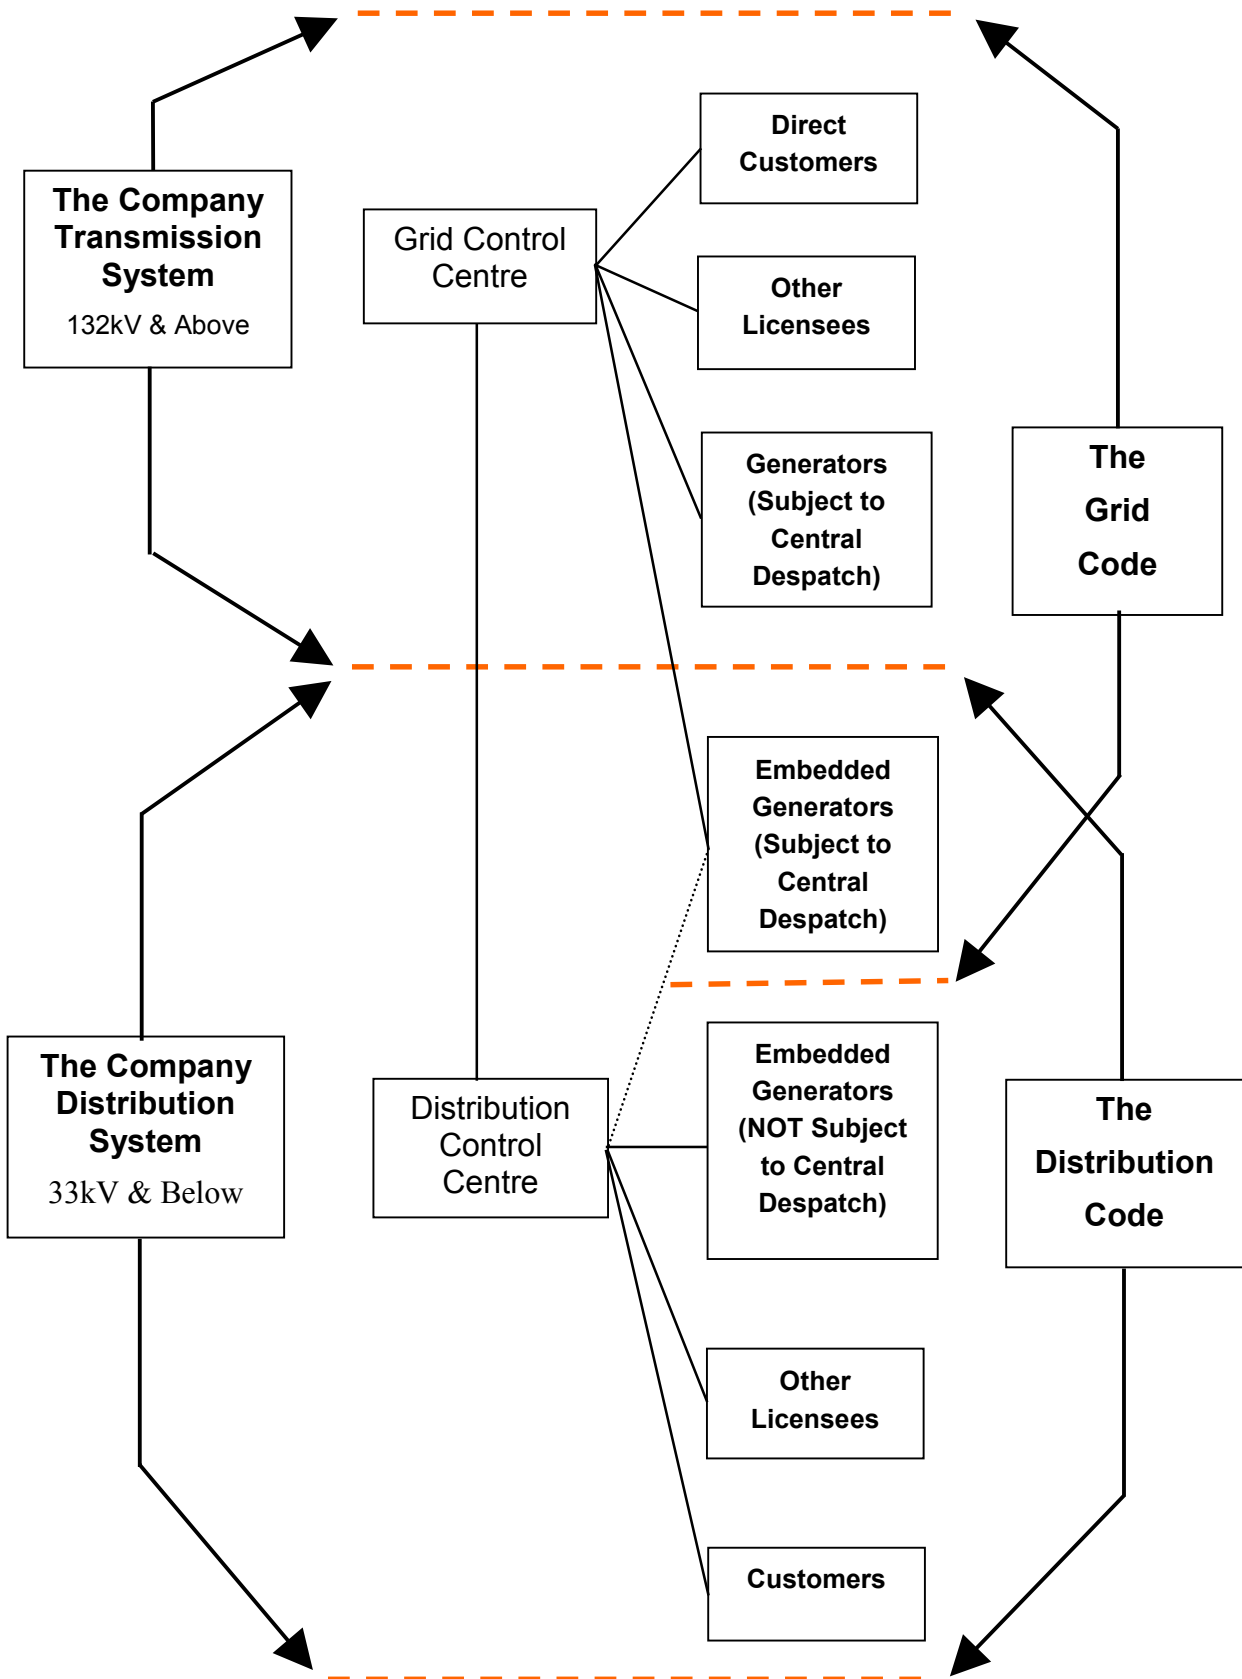 Direct
Customers
The Company
Transmission
System
132kV & Above
Grid Control
Centre
Other
Licensees
Generators
(Subject to
Central
Despatch)
The
Grid
Code
Embedded
Generators
(Subject to
Central
Despatch)
The Company
Distribution
System
33kV & Below
Distribution
Control
Centre
Embedded
Generators
(NOT Subject
to Central
Despatch)
The
Distribution
Code
Other
Licensees
Customers